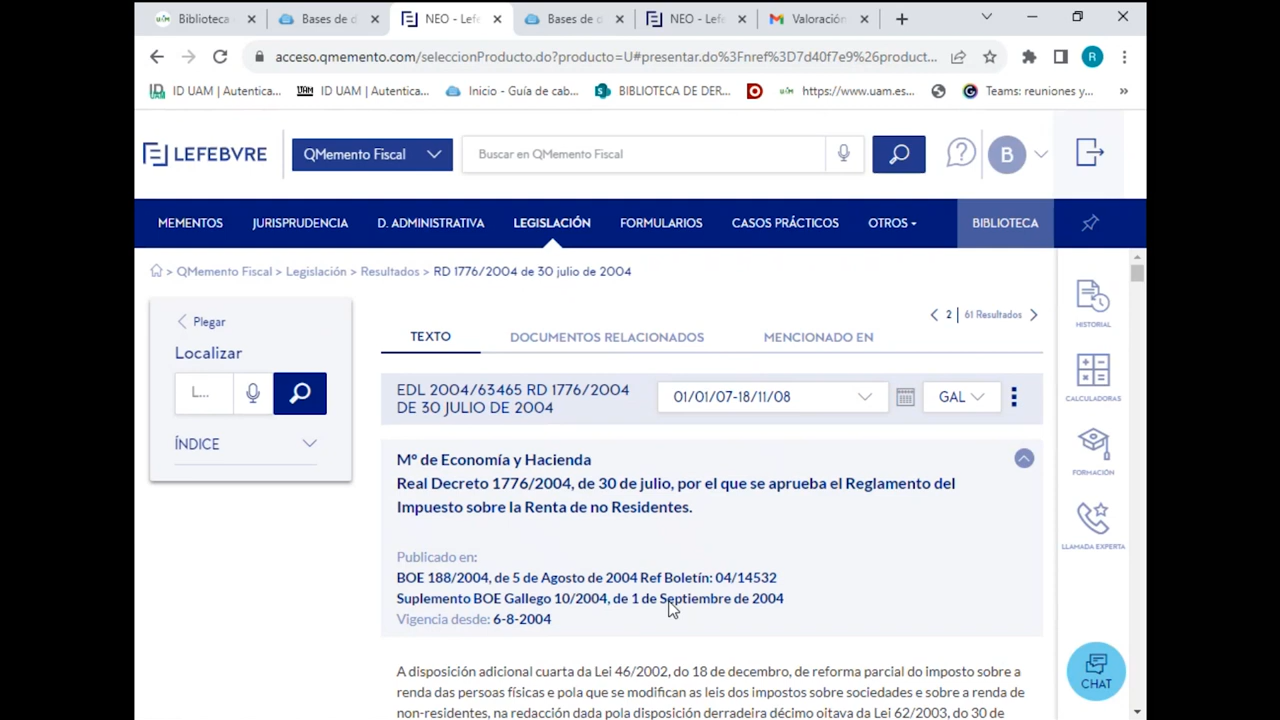 Biblioteca
Bases de d
NEO - Lefe
Bases de d
NEO - Lefe
Valoración
acceso.qmemento.com/seleccionProducto.do?producto=U#presentar.do%3Fnref%3D7d40f7e9%26product...
R
ID UAM | Autentica...
ID UAM | Autentica...
Inicio - Guía de cab...
BIBLIOTECA DE DER...
https://www.uam.es...
Teams: reuniones y...
»
LEFEBVRE
QMemento Fiscal
Buscar en QMemento Fiscal
B
MEMENTOS
JURISPRUDENCIA
D. ADMINISTRATIVA
LEGISLACIÓN
FORMULARIOS
CASOS PRÁCTICOS
OTROS
BIBLIOTECA
> QMemento Fiscal > Legislación > Resultados > RD 1776/2004 de 30 julio de 2004
Plegar
Localizar
L...
ÍNDICE
2 | 61 Resultados
TEXTO
DOCUMENTOS RELACIONADOS
MENCIONADO EN
EDL 2004/63465 RD 1776/2004
DE 30 JULIO DE 2004
01/01/07-18/11/08
GAL
Mº de Economía y Hacienda
Real Decreto 1776/2004, de 30 de julio, por el que se aprueba el Reglamento del
Impuesto sobre la Renta de no Residentes.
Publicado en:
BOE 188/2004, de 5 de Agosto de 2004 Ref Boletín: 04/14532
Suplemento BOE Gallego 10/2004, de 1 de Septiembre de 2004
Vigencia desde: 6-8-2004
A disposición adicional cuarta da Lei 46/2002, do 18 de decembro, de reforma parcial do imposto sobre a
renda das persoas físicas e pola que se modifican as leis dos impostos sobre sociedades e sobre a renda de
non-residentes, na redacción dada pola disposición derradeira décimo oitava da Lei 62/2003, do 30 de
HISTORIAL
CALCULADORAS
FORMACIÓN
LLAMADA EXPERTA
CHAT